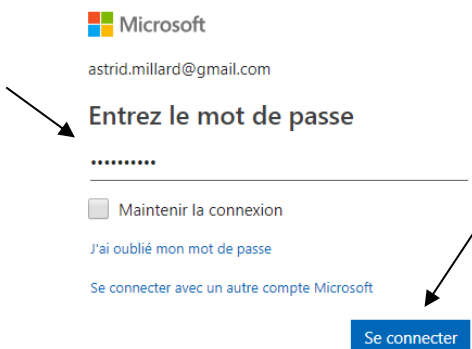 Microsoft
astrid.millard@gmail.com
Entrez le mot de passe
••••••••••
Maintenir la connexion
J'ai oublié mon mot de passe
Se connecter avec un autre compte Microsoft
Se connecter